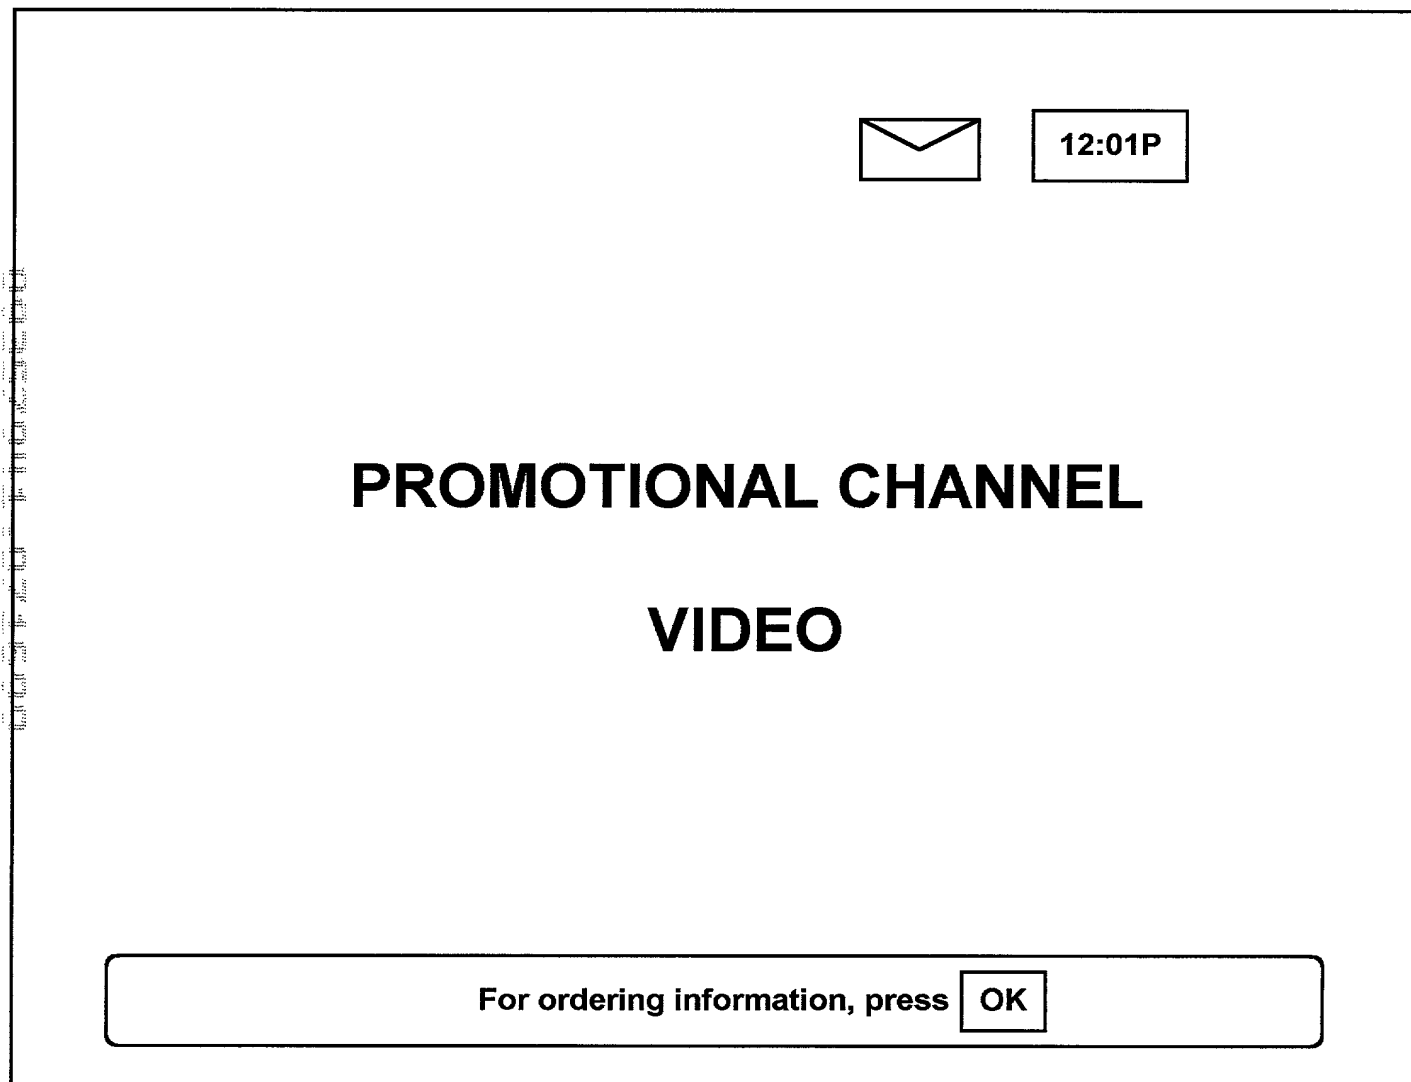 12:01P
PROMOTIONAL CHANNEL
VIDEO
For ordering information, press OK